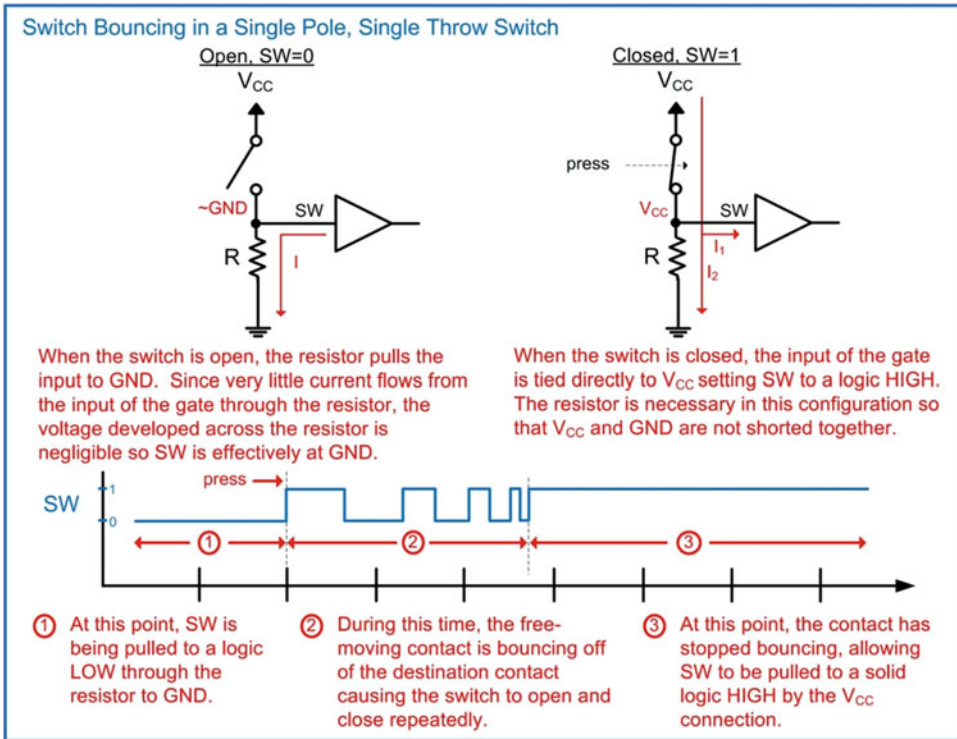 Switch Bouncing in a Single Pole, Single Throw Switch
Open, SW=0
VCC
~GND
SW
R
I
Closed, SW=1
VCC
press
VCC
SW
I1
R
I2
When the switch is open, the resistor pulls the
input to GND. Since very little current flows from
the input of the gate through the resistor, the
voltage developed across the resistor is
negligible so SW is effectively at GND.
When the switch is closed, the input of the gate
is tied directly to VCC setting SW to a logic HIGH.
The resistor is necessary in this configuration so
that VCC and GND are not shorted together.
press
SW
1
0
1
2
3
1 At this point, SW is
being pulled to a logic
LOW through the
resistor to GND.
2 During this time, the free-
moving contact is bouncing off
of the destination contact
causing the switch to open and
close repeatedly.
3 At this point, the contact has
stopped bouncing, allowing
SW to be pulled to a solid
logic HIGH by the VCC
connection.